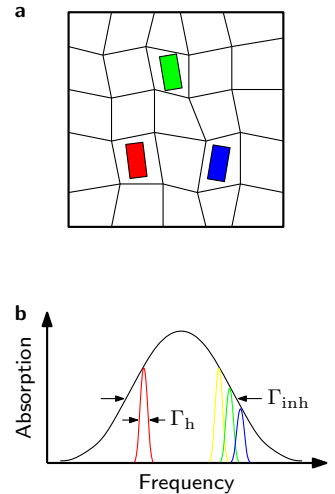 a
b
Absorption
Γh
Γinh
Frequency